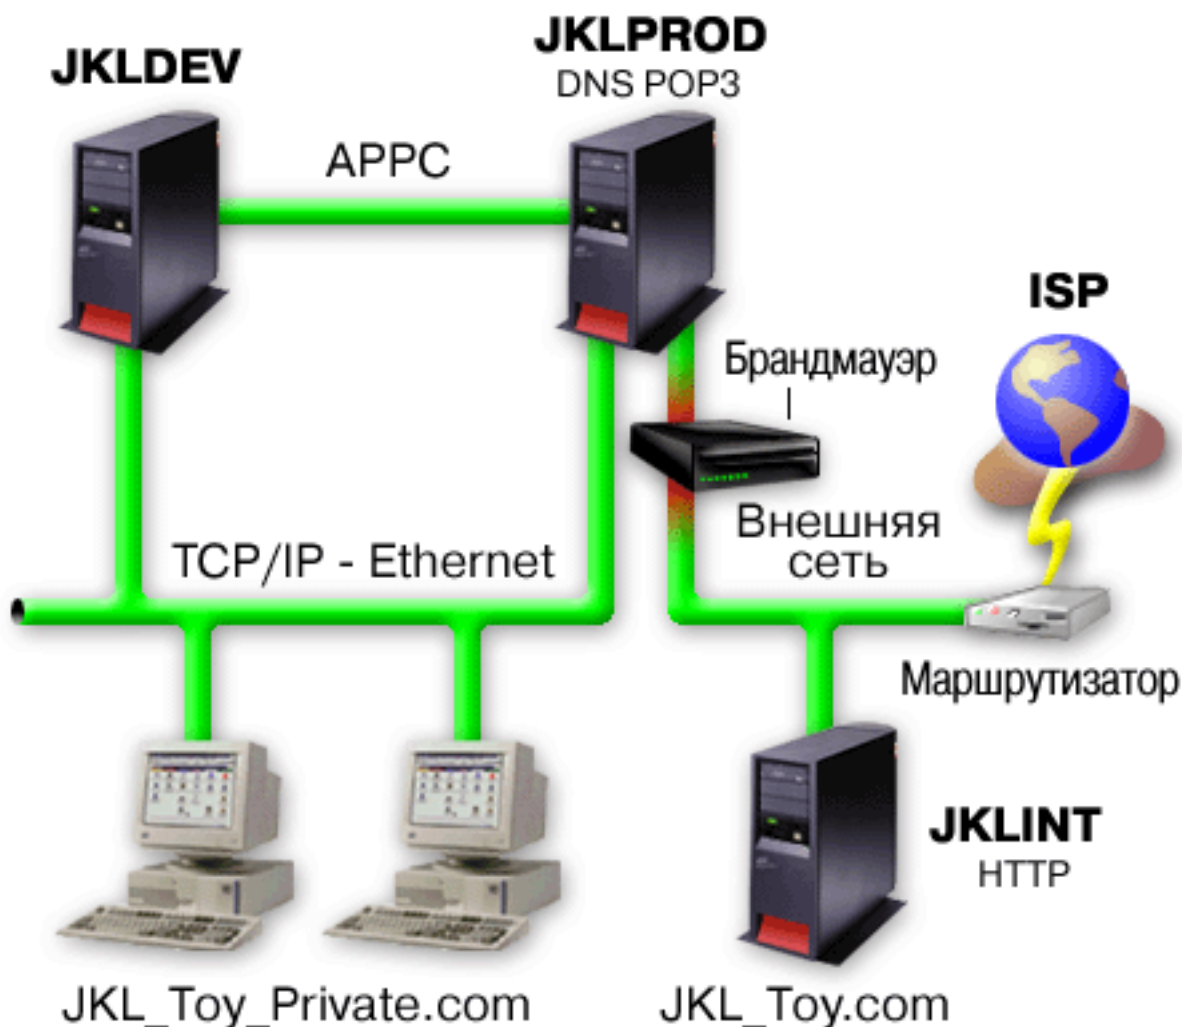 JKLDEV
JKLPROD
DNS POP3
APPC
ISP
Брандмауэр
Внешняя
сеть
TCP/IP - Ethernet
Маршрутизатор
JKLINT
HTTP
JKL_Toy_Private.com
JKL_Toy.com